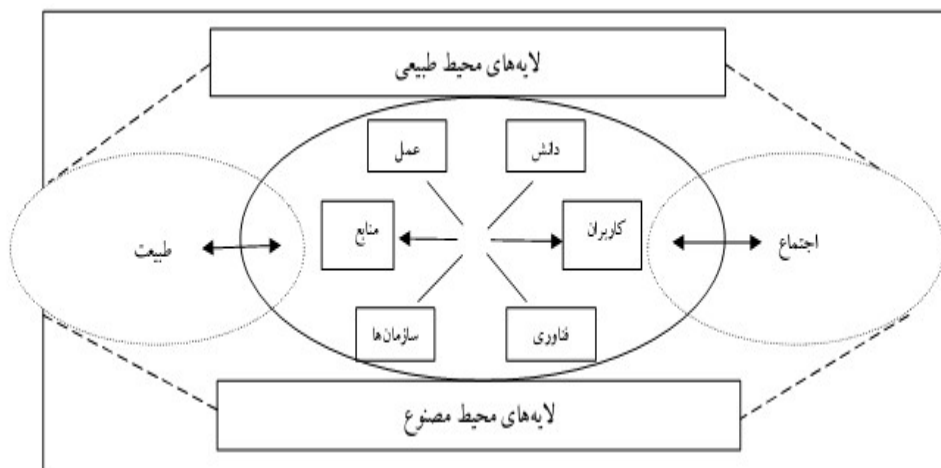 لایه‌های محیط طبیعی
دانش
عمل
اجتماع
کاربران
منابع
طبیعت
فناوری
سازمان‌ها
لایه‌های محیط مصنوع